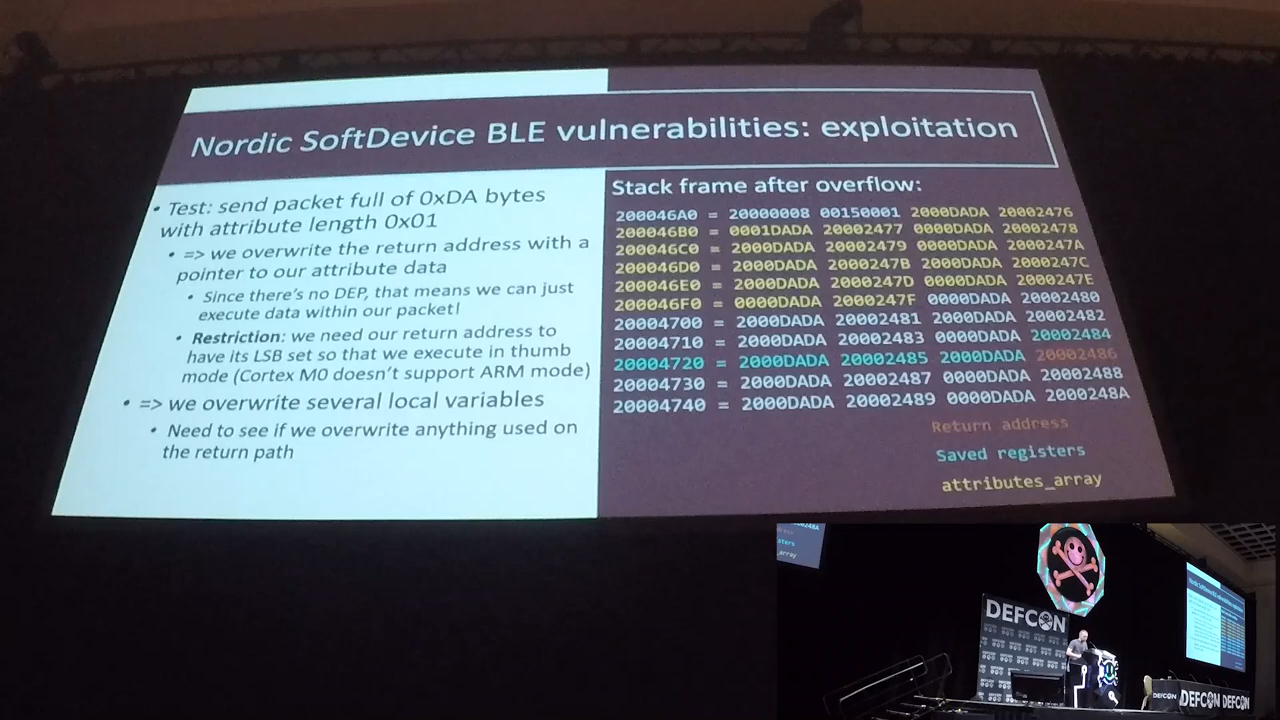 Nordic SoftDevice BLE vulnerabilities: exploitation
• Test: send packet full of 0xDA bytes
with attribute length 0x01
• => we overwrite the return address with a
pointer to our attribute data
• Since there's no DEP, that means we can just
execute data within our packet!
• Restriction: we need our return address to
have its LSB set so that we execute in thumb
mode (Cortex M0 doesn't support ARM mode)
• => we overwrite several local variables
• Need to see if we overwrite anything used on
the return path
Stack frame after overflow:
200046A0 = 20000008 00150001 2000DADA 20002476
200046B0 = 0001DADA 20002477 0000DADA 20002478
200046C0 = 2000DADA 20002479 0000DADA 2000247A
200046D0 = 2000DADA 2000247B 2000DADA 2000247C
200046E0 = 2000DADA 2000247D 0000DADA 2000247E
200046F0 = 0000DADA 2000247F 0000DADA 20002480
20004700 = 2000DADA 20002481 2000DADA 20002482
20004710 = 2000DADA 20002483 0000DADA 20002484
20004720 = 2000DADA 20002485 2000DADA 20002486
20004730 = 2000DADA 20002487 0000DADA 20002488
20004740 = 2000DADA 20002489 0000DADA 2000248A
Return address
Saved registers
attributes_array
DEFCON
DEFCON DEFCON DEFCON